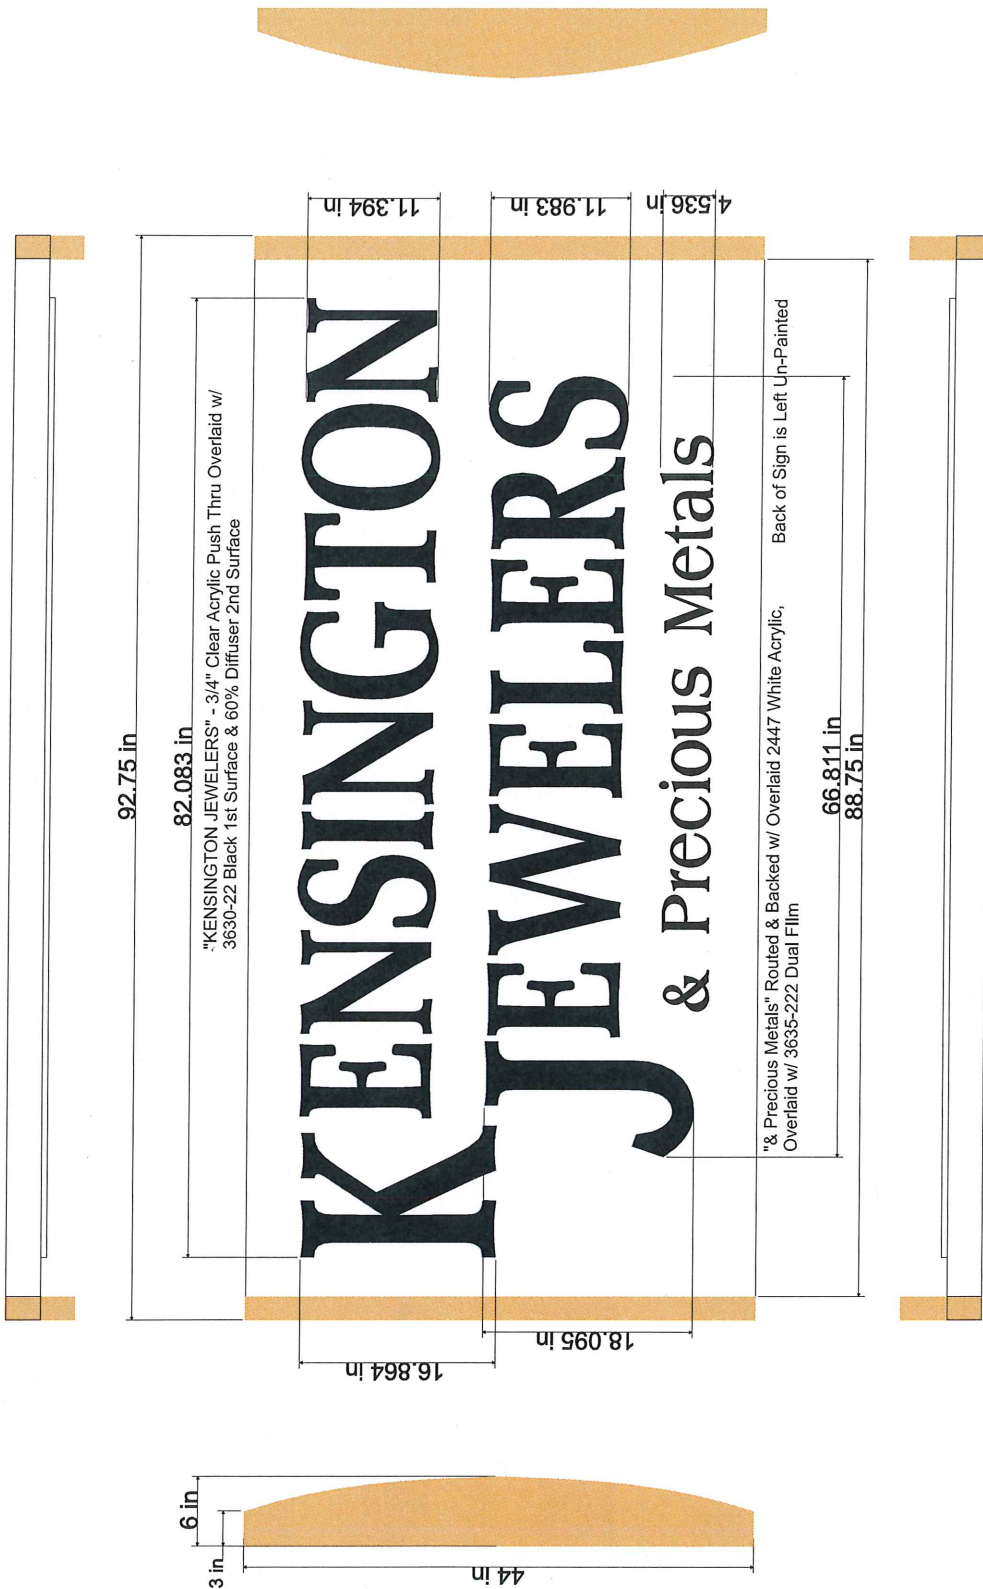 92.75 in
82.083 in
"KENSINGTON JEWELERS" - 3/4" Clear Acrylic Push Thru Overlaid w/
3630-22 Black 1st Surface & 60% Diffuser 2nd Surface
6 in
3 in
44 in
16.864 in
18.095 in
KENSINGTON
JEWELERS
& Precious Metals
11.394 in
11.983 in
4.536 in
"& Precious Metals" Routed & Backed w/ Overlaid 2447 White Acrylic,
Overlaid w/ 3635-222 Dual FIlm
Back of Sign is Left Un-Painted
66.811 in
88.75 in